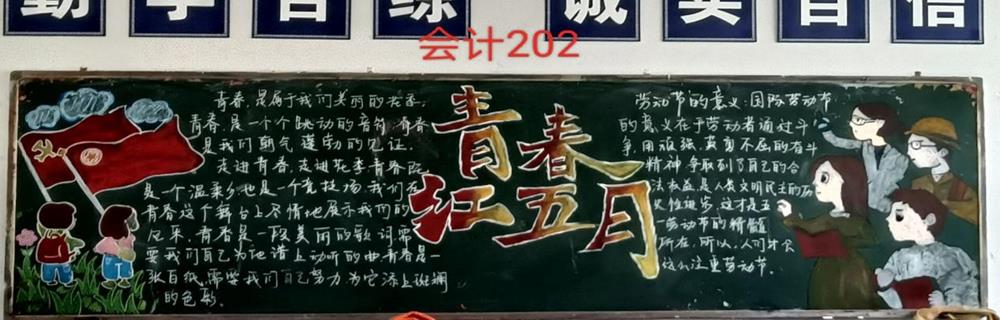 勤学苦练 诚实自信
会计202
青春，是属于我们美丽的
青春是一个个跳动的音符，青春
是我们朝气蓬勃的见证。
走进青春，走进花季青春
是一个温柔乡也是一个竞技场，我们在
青春这个舞台上尽情地展示我们的
风采，青春是一段美丽的歌词需
要我们自己为他谱上动听的曲青春是一
张白纸，需要我们自己努力为它添上斑斓
的色彩。
青春
红五月
劳动节的意义：国际劳动节
的意义在于劳动者通过斗
争，用顽强、英勇不屈的奋斗
精神，争取到了自己的合
法权益，是人类文明民主的历
史性进步，这才是五
一劳动节的精髓
所在，所以，人们才会
这么注重劳动节。